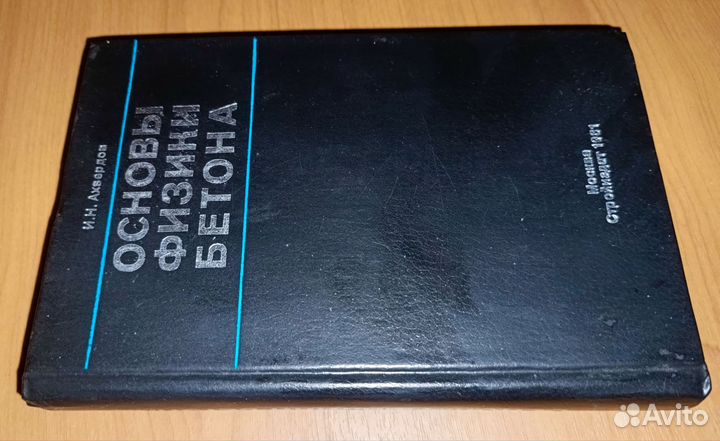 И.Н. Ахвердов
ОСНОВЫ
ФИЗИКИ
БЕТОНА
Москва
Стройиздат 1981
Avito